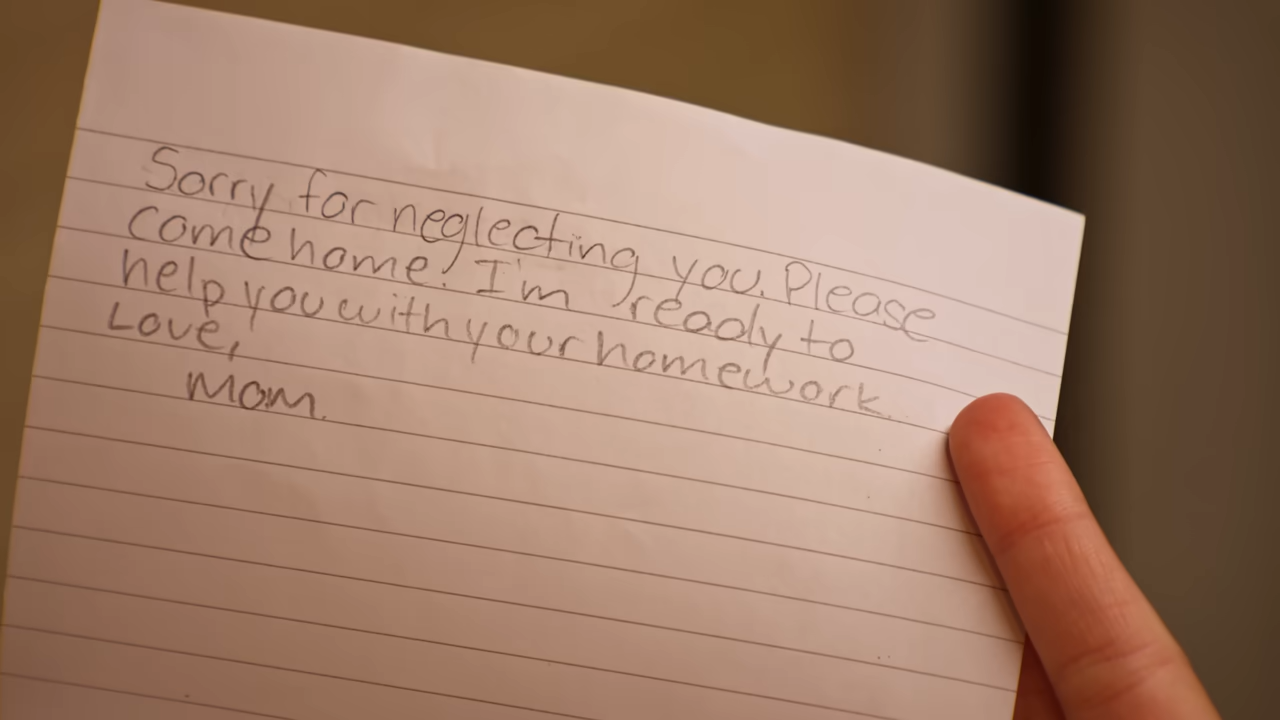 Sorry for neglecting you. Please
come home. I'm ready to
help you with your homework.
Love,
Mom.